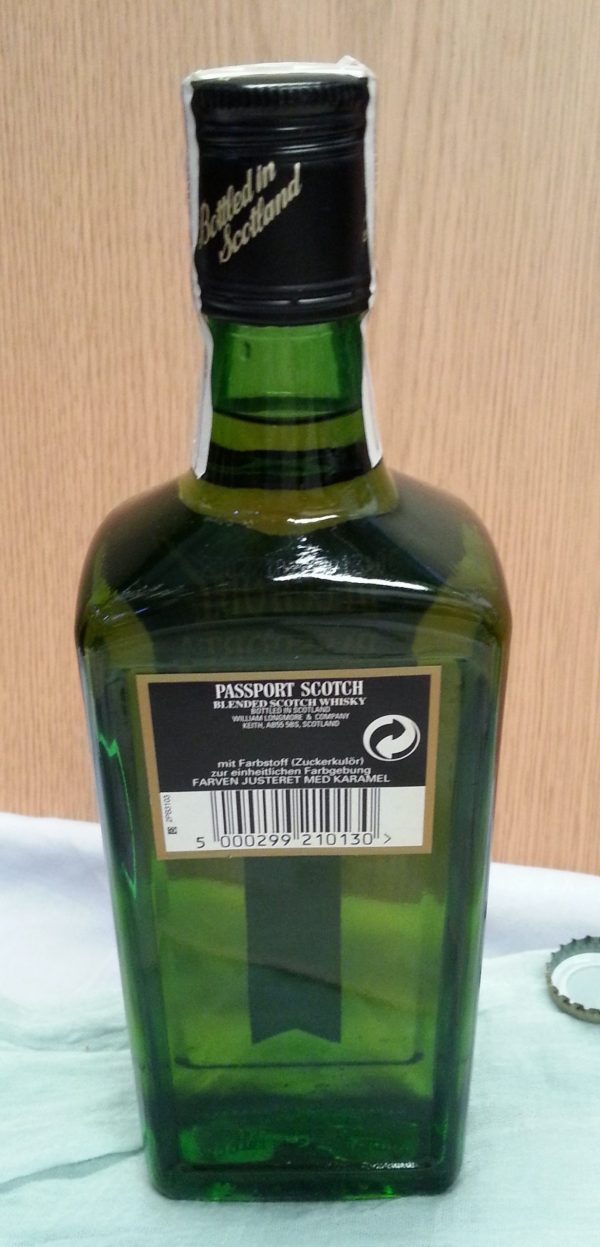 Bottled in
Scotland
PASSPORT SCOTCH
BLENDED SCOTCH WHISKY
BOTTLED IN SCOTLAND
WILLIAM LONGMORE & COMPANY
KEITH, AB55 5BS, SCOTLAND
mit Farbstoff (Zuckerkulör)
zur einheitlichen Farbgebung
FARVEN JUSTERET MED KARAMEL
5 000299 210130 >